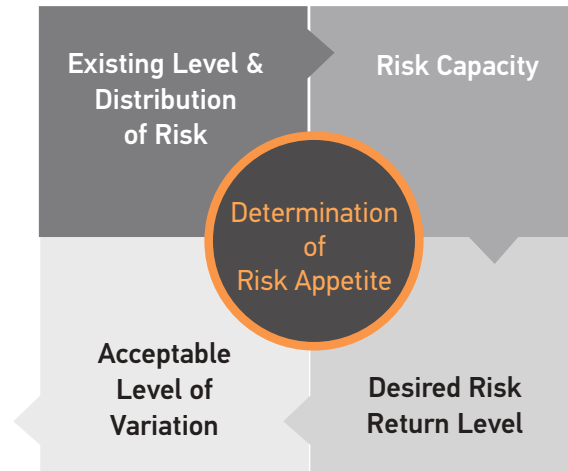 Existing Level &
Distribution
of Risk
Risk Capacity
Determination
of
Risk Appetite
Acceptable
Level of
Variation
Desired Risk
Return Level